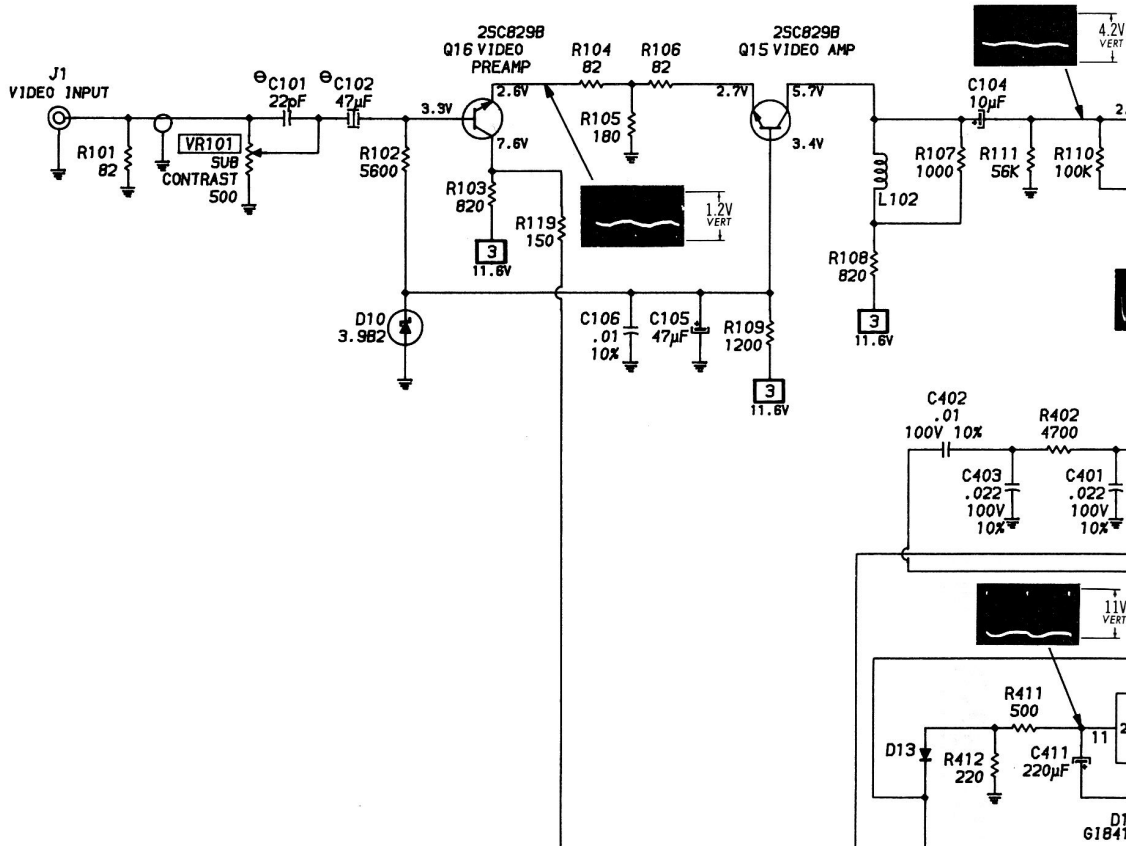 J1
VIDEO INPUT
R101
82
VR101
SUB
CONTRAST
500
⊖C101
22pF
⊖C102
47µF
R102
5600
2SC829B
Q16 VIDEO
PREAMP
3.3V
2.6V
7.6V
R103
820
3
11.6V
R119
150
R104
82
R106
82
R105
180
1.2V
VERT
2SC829B
Q15 VIDEO AMP
2.7V
5.7V
3.4V
D10
3.9B2
C106
.01
10%
C105
47µF
R109
1200
3
11.6V
L102
R107
1000
R108
820
3
11.6V
C104
10µF
R111
56K
R110
100K
2.
4.2V
VERT
C402
.01
100V 10%
R402
4700
C403
.022
100V
10%
C401
.022
100V
10%
11V
VERT
R411
500
D13
R412
220
C411
220µF
11
2
D1
GI841